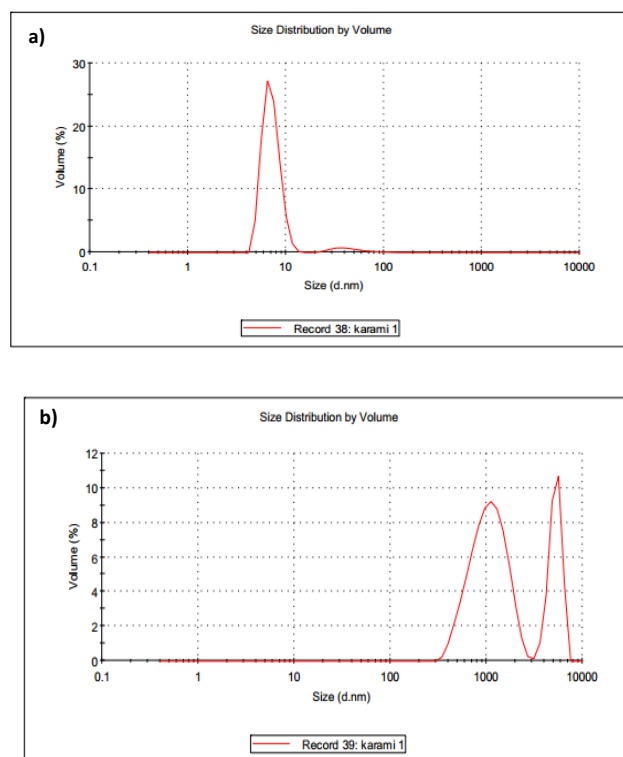 a)
Size Distribution by Volume
30
20
10
0
Volume (%)
0.1 1 10 100 1000 10000
Size (d.nm)
Record 38: karami 1
b)
Size Distribution by Volume
12
10
8
6
4
2
0
Volume (%)
0.1 1 10 100 1000 10000
Size (d.nm)
Record 39: karami 1